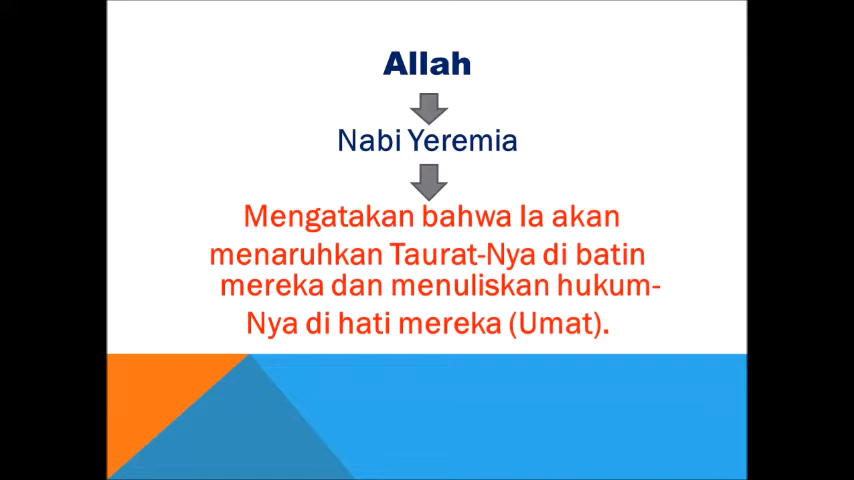 Allah
Nabi Yeremia
Mengatakan bahwa Ia akan
menaruhkan Taurat-Nya di batin
mereka dan menuliskan hukum-
Nya di hati mereka (Umat).